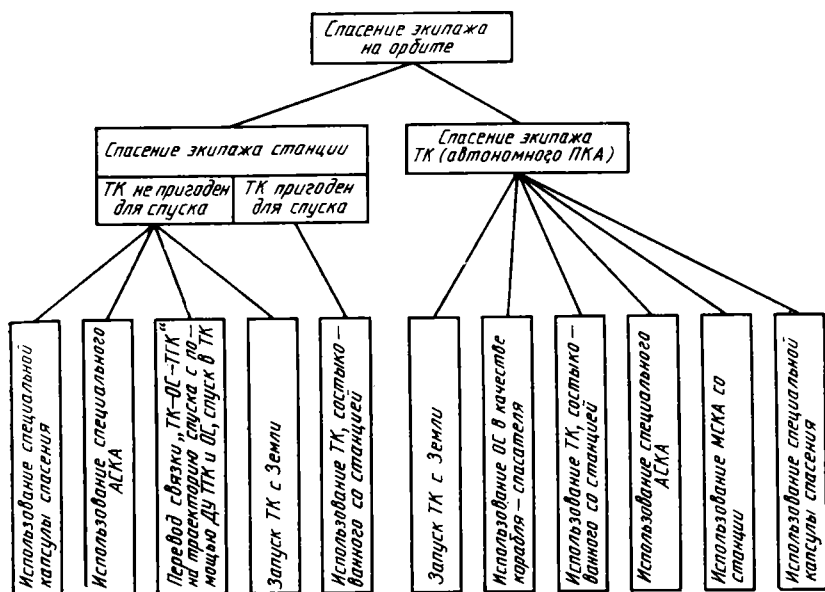 Спасение экипажа
на орбите
Спасение экипажа станции
ТК не пригоден
для спуска
ТК пригоден
для спуска
Спасение экипажа
ТК (автономного ПКА)
Использование специальной
капсулы спасения
Использование специального
АСКА
Перевод связки „ТК–ОС–ТГК“
на траекторию спуска с по–
мощью ДУ ТГК и ОС, спуск в ТК
Запуск ТК с Земли
Использование ТК, состыко–
ванного со станцией
Запуск ТК с Земли
Использование ОС в качестве
корабля – спасателя
Использование ТК, состыко–
ванного со станцией
Использование специального
АСКА
Использование МСКА со
станции
Использование специальной
капсулы спасения